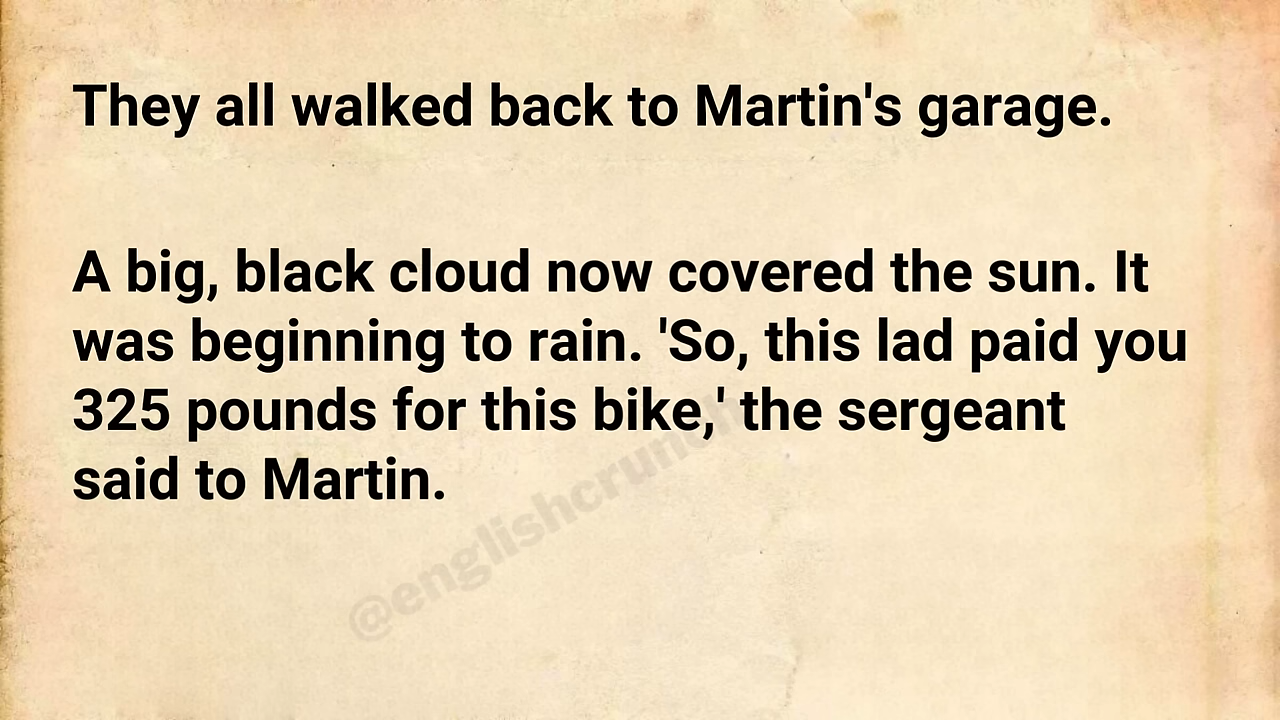 They all walked back to Martin's garage.
A big, black cloud now covered the sun. It
was beginning to rain. 'So, this lad paid you
325 pounds for this bike,' the sergeant
said to Martin.
@englishcrunch